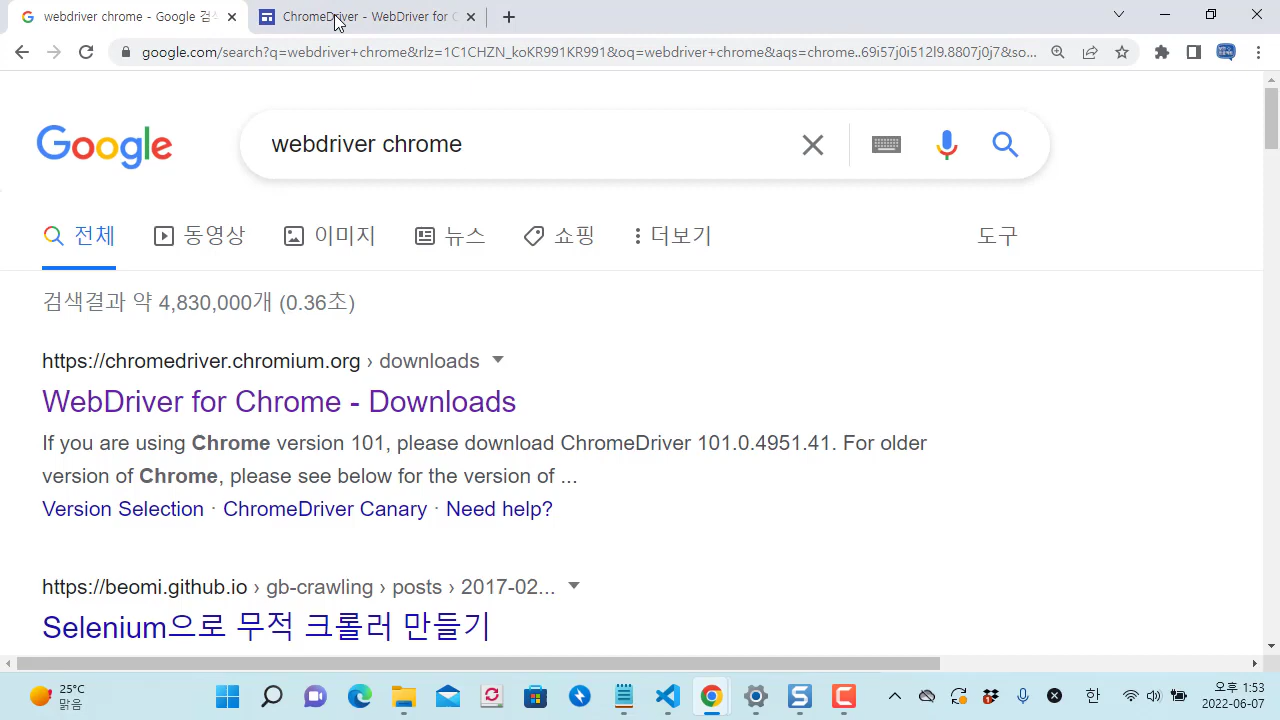 webdriver chrome - Google 검색
ChromeDriver - WebDriver for C
google.com/search?q=webdriver+chrome&rlz=1C1CHZN_koKR991KR991&oq=webdriver+chrome&aqs=chrome..69i57j0i512l9.8807j0j7&so...
Google
webdriver chrome
전체
동영상
이미지
뉴스
쇼핑
더보기
도구
검색결과 약 4,830,000개 (0.36초)
https://chromedriver.chromium.org › downloads
WebDriver for Chrome - Downloads
If you are using Chrome version 101, please download ChromeDriver 101.0.4951.41. For older
version of Chrome, please see below for the version of ...
Version Selection · ChromeDriver Canary · Need help?
https://beomi.github.io › gb-crawling › posts › 2017-02...
Selenium으로 무적 크롤러 만들기
25°C
맑음
한
오후 1:53
2022-06-07